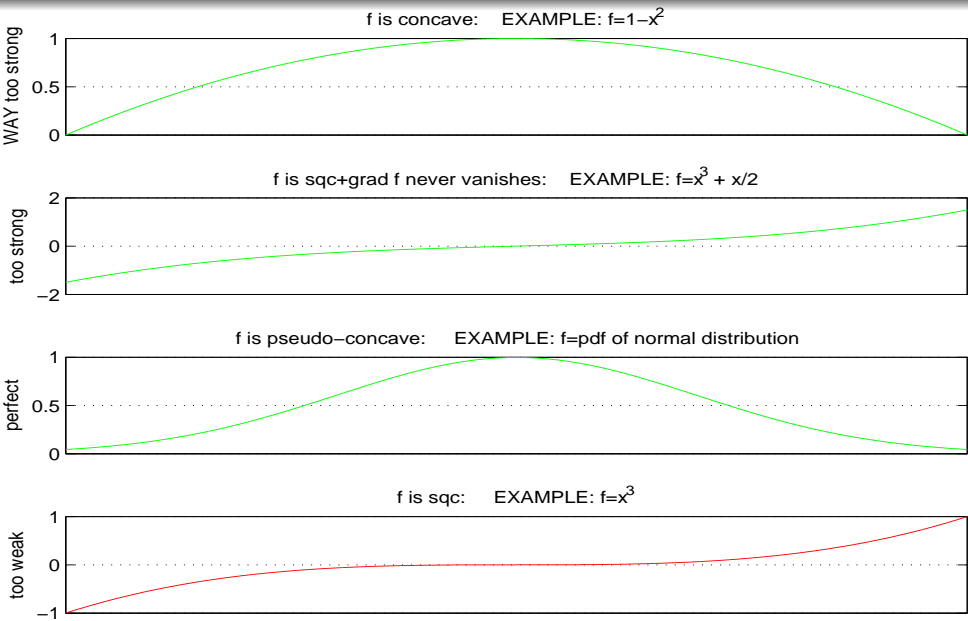 f is concave: EXAMPLE: f=1−x²
WAY too strong
1
0.5
0
f is sqc+grad f never vanishes: EXAMPLE: f=x³ + x/2
too strong
2
0
−2
f is pseudo−concave: EXAMPLE: f=pdf of normal distribution
perfect
1
0.5
0
f is sqc: EXAMPLE: f=x³
too weak
1
0
−1